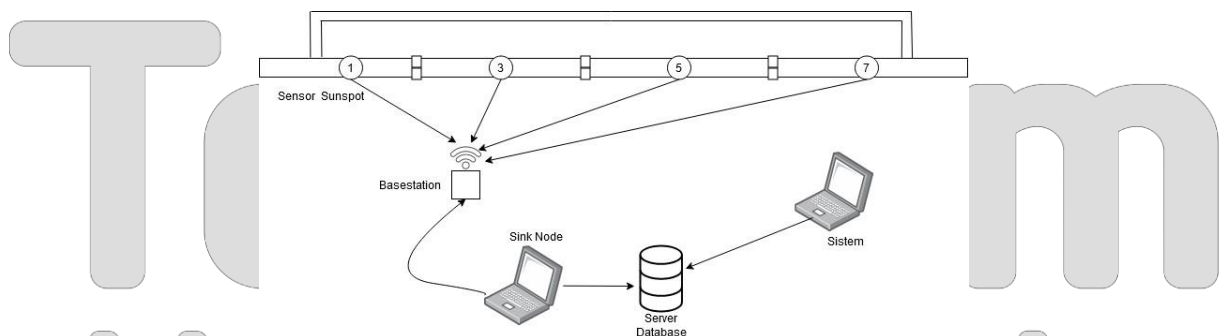 1 3 5 7
Sensor Sunspot
Basestation
Sink Node
Sistem
Server
Database